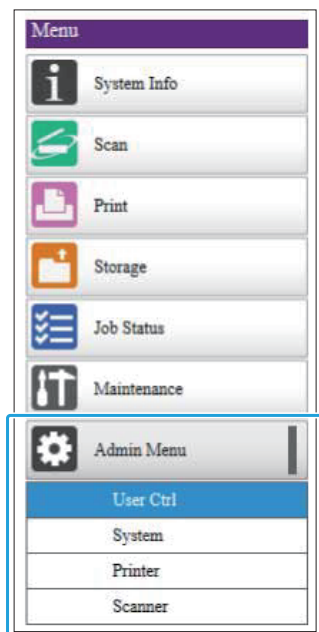 Menu
System Info
Scan
Print
Storage
Job Status
Maintenance
Admin Menu
User Ctrl
System
Printer
Scanner